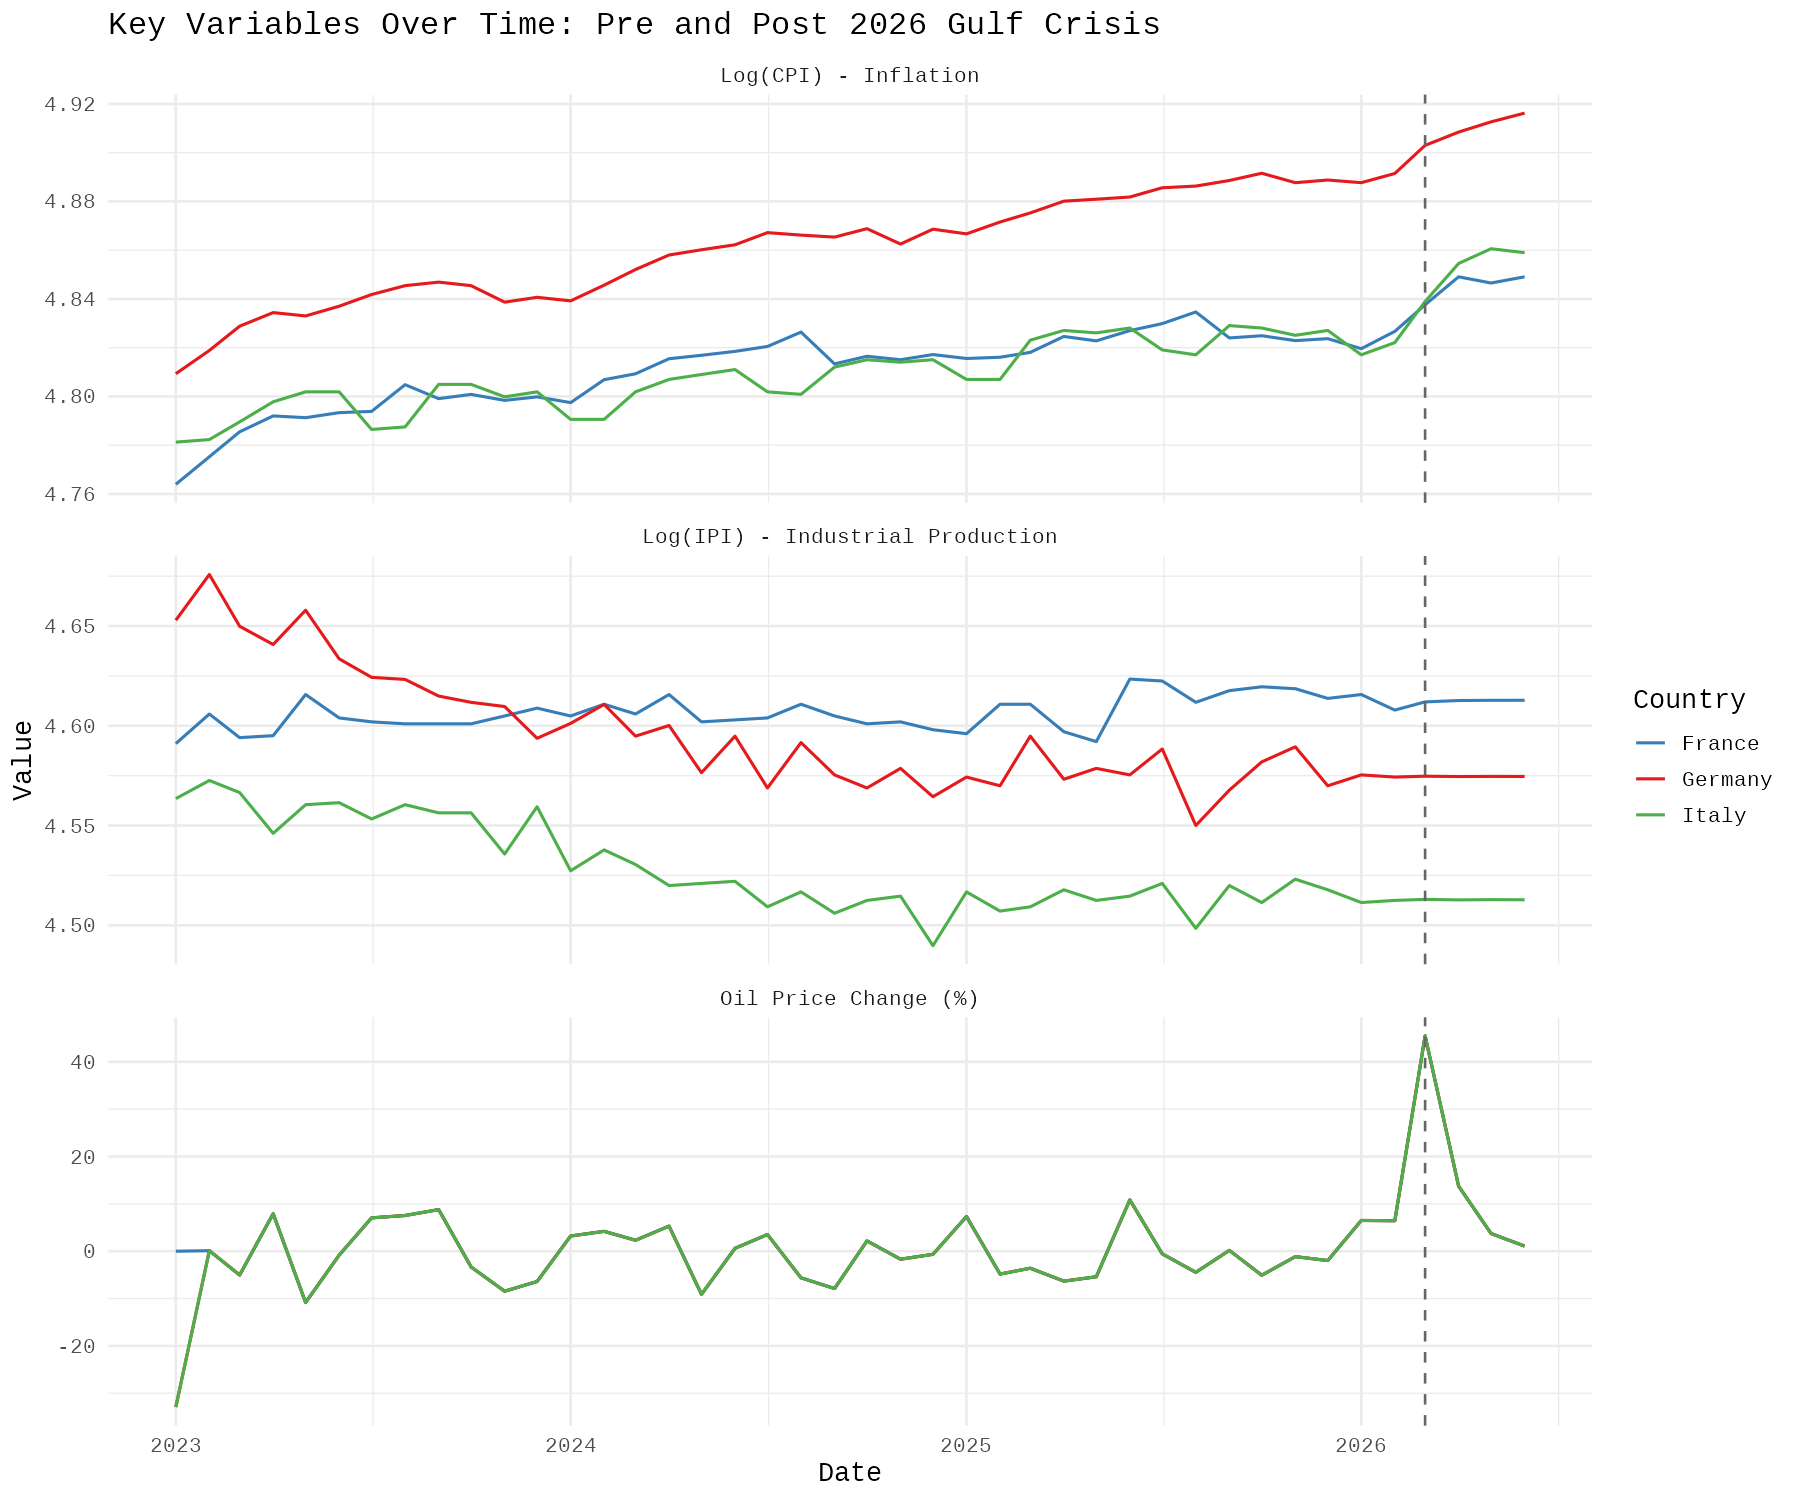 Key Variables Over Time: Pre and Post 2026 Gulf Crisis
Log(CPI) - Inflation
4.92
4.88
4.84
4.80
4.76
Log(IPI) - Industrial Production
4.65
4.60
4.55
4.50
Value
Oil Price Change (%)
40
20
0
-20
2023
2024
2025
2026
Date
Country
France
Germany
Italy